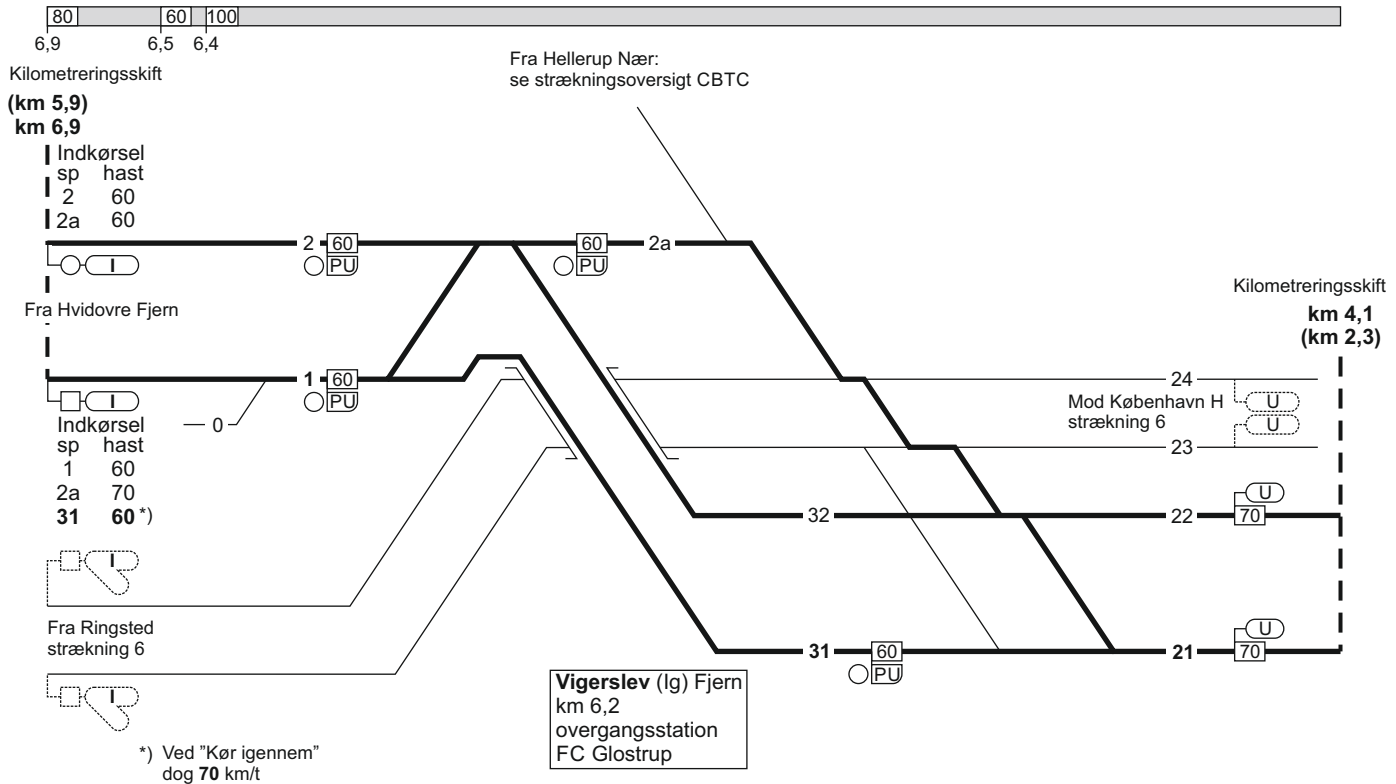 80 60 100
6,9 6,5 6,4
Kilometreringsskift
(km 5,9)
km 6,9
Fra Hellerup Nær:
se strækningsoversigt CBTC
Indkørsel
sp hast
2 60
2a 60
2 60 60 2a
I PU PU
Fra Hvidovre Fjern
Kilometreringsskift
km 4,1
(km 2,3)
1 60 24
I PU
Mod København H
strækning 6
U
U
Indkørsel
sp hast
1 60
2a 70
31 60 *)
0
23
U
32 22 70
I
Fra Ringsted
strækning 6
U
31 60 21 70
PU
I
Vigerslev (Ig) Fjern
km 6,2
overgangsstation
FC Glostrup
*) Ved ”Kør igennem”
dog 70 km/t